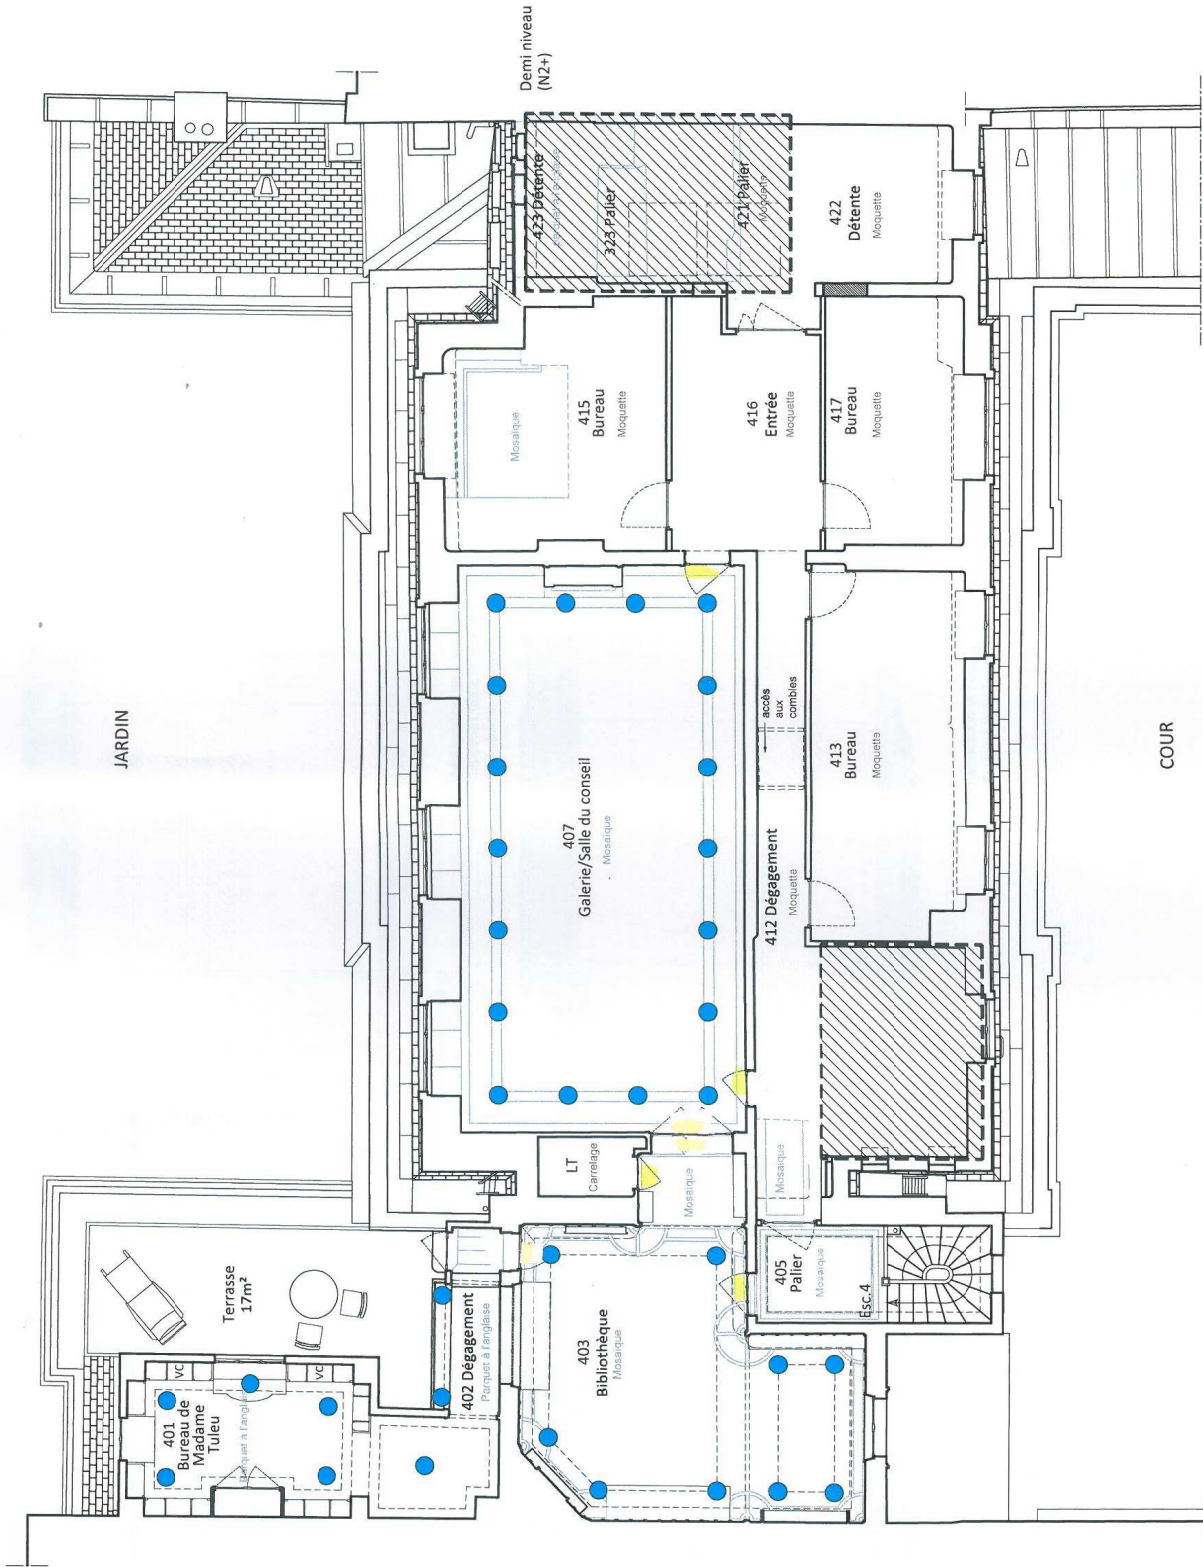 JARDIN
Demi niveau
(N2+)
423 Détente
323 Palier
421 Palier
Moquette
422
Détente
Moquette
Mosaïque
415
Bureau
Moquette
416
Entrée
Moquette
417
Bureau
Moquette
407
Galerie/Salle du conseil
Mosaïque
accès
aux
combles
412 Dégagement
Moquette
413
Bureau
Moquette
COUR
LT
Carrelage
Mosaïque
Mosaïque
Terrasse
17m²
402 Dégagement
Parquet à l'anglaise
403
Bibliothèque
Mosaïque
405
Palier
Mosaïque
Esc.4
VC
VC
401
Bureau de
Madame
Tuleu
Parquet à l'anglaise